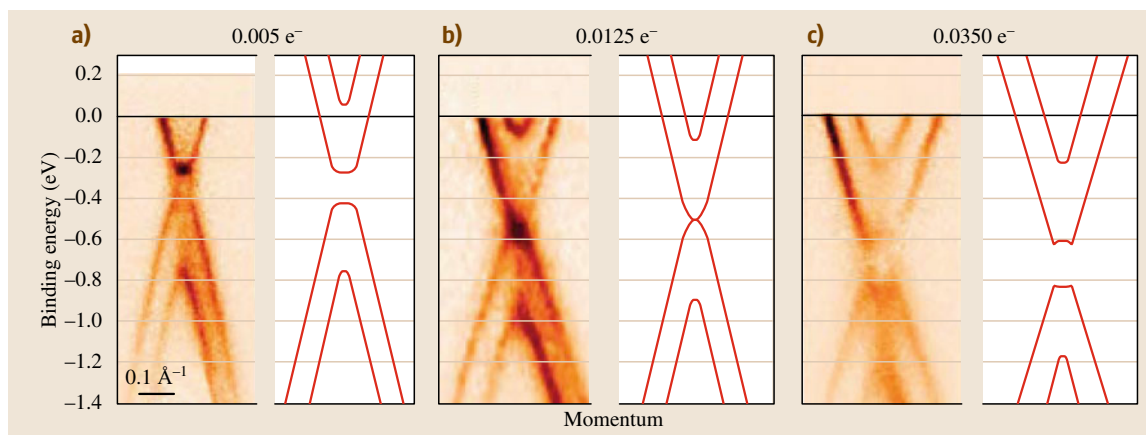 a)
0.005 e⁻
b)
0.0125 e⁻
c)
0.0350 e⁻
Binding energy (eV)
0.2
0.0
–0.2
–0.4
–0.6
–0.8
–1.0
–1.2
–1.4
0.1 Å⁻¹
Momentum